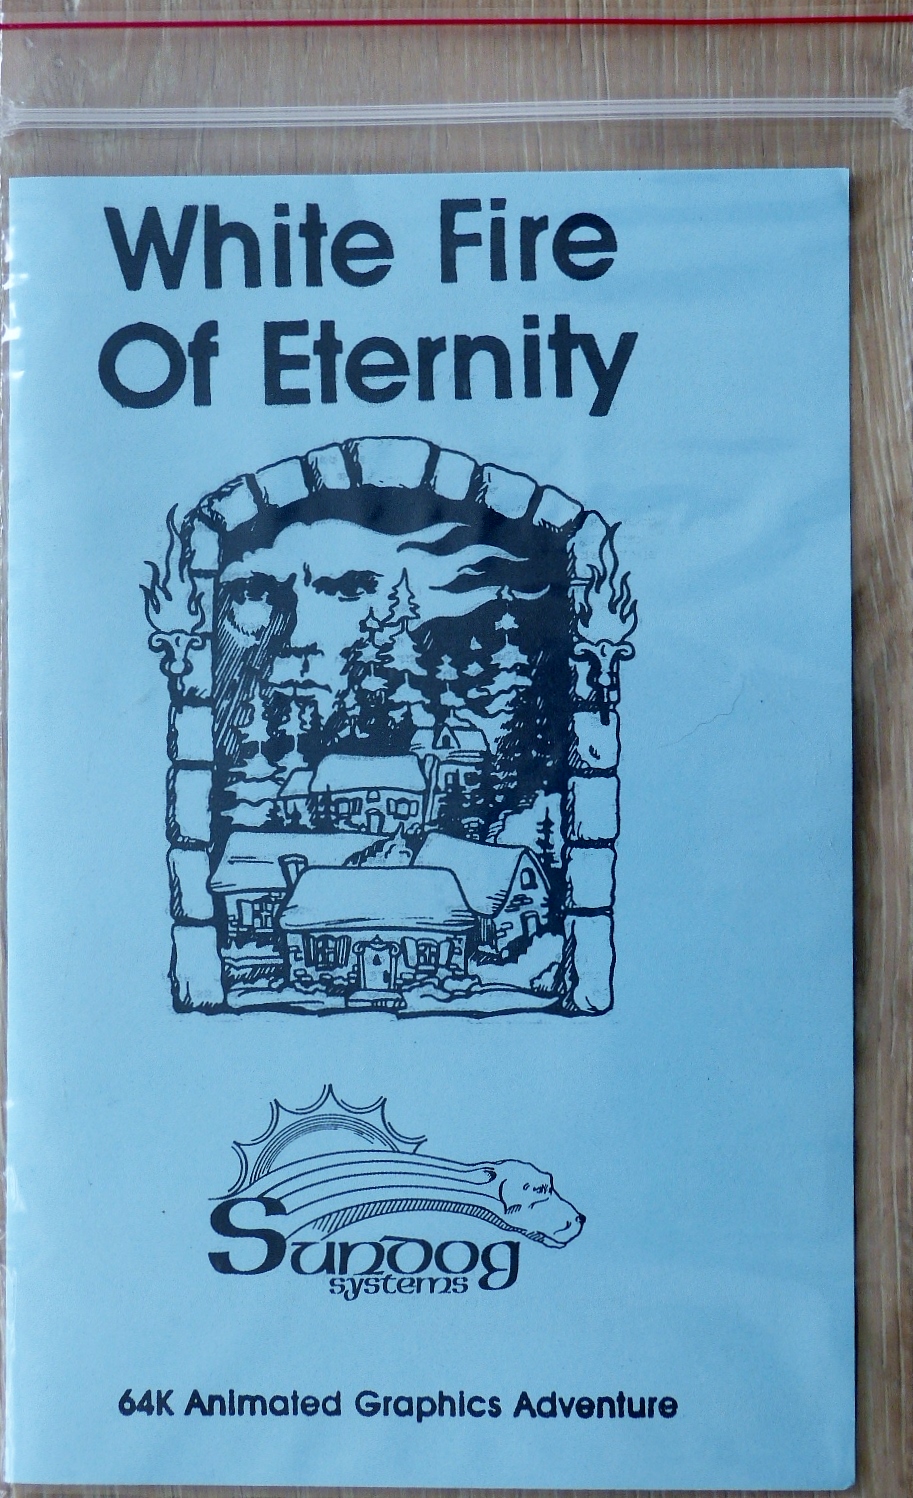 White Fire
Of Eternity
Sundog
systems
64K Animated Graphics Adventure